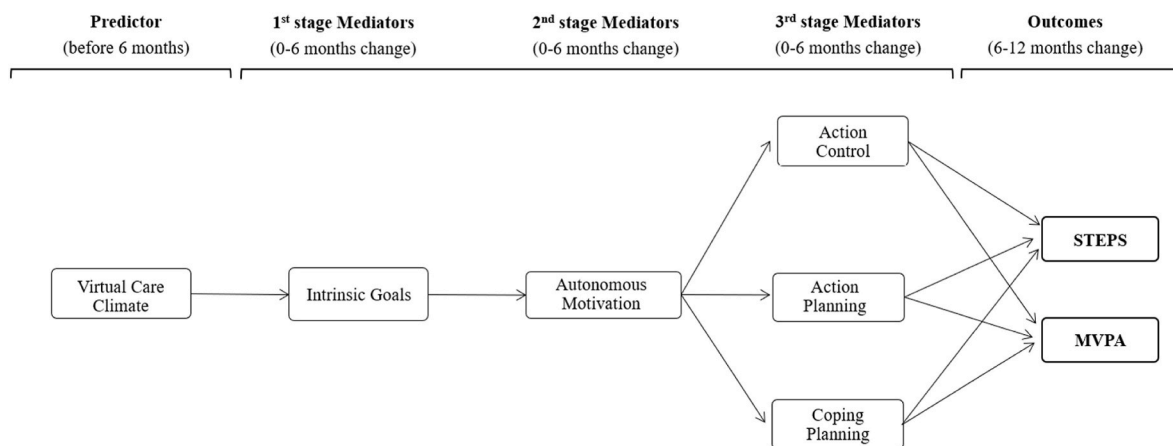 Predictor
(before 6 months)
1st stage Mediators
(0-6 months change)
2nd stage Mediators
(0-6 months change)
3rd stage Mediators
(0-6 months change)
Outcomes
(6-12 months change)
Virtual Care
Climate
Intrinsic Goals
Autonomous
Motivation
Action
Control
Action
Planning
Coping
Planning
STEPS
MVPA